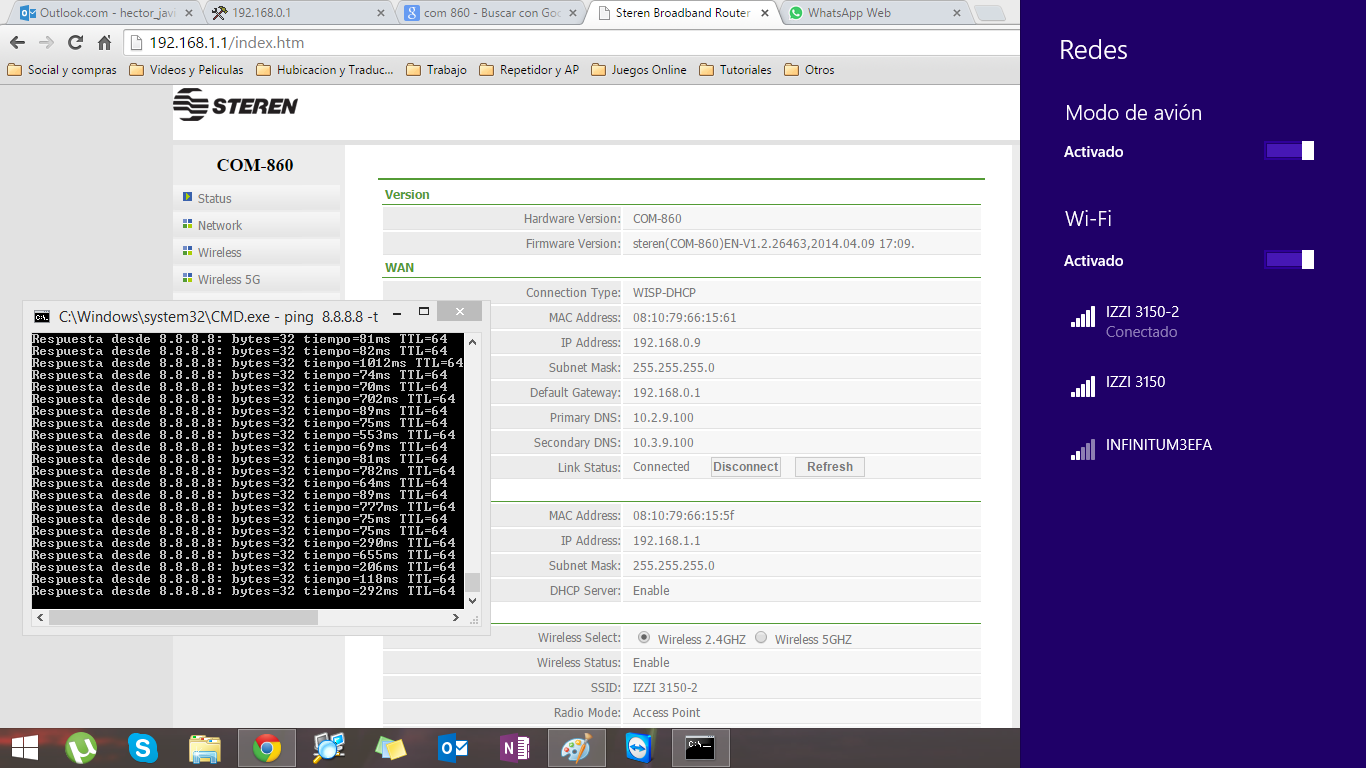 Outlook.com - hector_javi
192.168.0.1
com 860 - Buscar con Goo
Steren Broadband Router
WhatsApp Web
192.168.1.1/index.htm
Social y compras
Videos y Peliculas
Hubicacion y Traduc...
Trabajo
Repetidor y AP
Juegos Online
Tutoriales
Otros
STEREN
COM-860
Status
Network
Wireless
Wireless 5G
Version
Hardware Version: COM-860
Firmware Version: steren(COM-860)EN-V1.2.26463,2014.04.09 17:09.
WAN
Connection Type: WISP-DHCP
MAC Address: 08:10:79:66:15:61
IP Address: 192.168.0.9
Subnet Mask: 255.255.255.0
Default Gateway: 192.168.0.1
Primary DNS: 10.2.9.100
Secondary DNS: 10.3.9.100
Link Status: Connected Disconnect Refresh
MAC Address: 08:10:79:66:15:5f
IP Address: 192.168.1.1
Subnet Mask: 255.255.255.0
DHCP Server: Enable
Wireless Select: Wireless 2.4GHZ Wireless 5GHZ
Wireless Status: Enable
SSID: IZZI 3150-2
Radio Mode: Access Point
C:\Windows\system32\CMD.exe - ping 8.8.8.8 -t
Respuesta desde 8.8.8.8: bytes=32 tiempo=81ms TTL=64
Respuesta desde 8.8.8.8: bytes=32 tiempo=82ms TTL=64
Respuesta desde 8.8.8.8: bytes=32 tiempo=1012ms TTL=64
Respuesta desde 8.8.8.8: bytes=32 tiempo=74ms TTL=64
Respuesta desde 8.8.8.8: bytes=32 tiempo=70ms TTL=64
Respuesta desde 8.8.8.8: bytes=32 tiempo=702ms TTL=64
Respuesta desde 8.8.8.8: bytes=32 tiempo=89ms TTL=64
Respuesta desde 8.8.8.8: bytes=32 tiempo=75ms TTL=64
Respuesta desde 8.8.8.8: bytes=32 tiempo=553ms TTL=64
Respuesta desde 8.8.8.8: bytes=32 tiempo=69ms TTL=64
Respuesta desde 8.8.8.8: bytes=32 tiempo=81ms TTL=64
Respuesta desde 8.8.8.8: bytes=32 tiempo=782ms TTL=64
Respuesta desde 8.8.8.8: bytes=32 tiempo=64ms TTL=64
Respuesta desde 8.8.8.8: bytes=32 tiempo=89ms TTL=64
Respuesta desde 8.8.8.8: bytes=32 tiempo=777ms TTL=64
Respuesta desde 8.8.8.8: bytes=32 tiempo=75ms TTL=64
Respuesta desde 8.8.8.8: bytes=32 tiempo=75ms TTL=64
Respuesta desde 8.8.8.8: bytes=32 tiempo=290ms TTL=64
Respuesta desde 8.8.8.8: bytes=32 tiempo=655ms TTL=64
Respuesta desde 8.8.8.8: bytes=32 tiempo=206ms TTL=64
Respuesta desde 8.8.8.8: bytes=32 tiempo=118ms TTL=64
Respuesta desde 8.8.8.8: bytes=32 tiempo=292ms TTL=64
Redes
Modo de avión
Activado
Wi-Fi
Activado
IZZI 3150-2
Conectado
IZZI 3150
INFINITUM3EFA